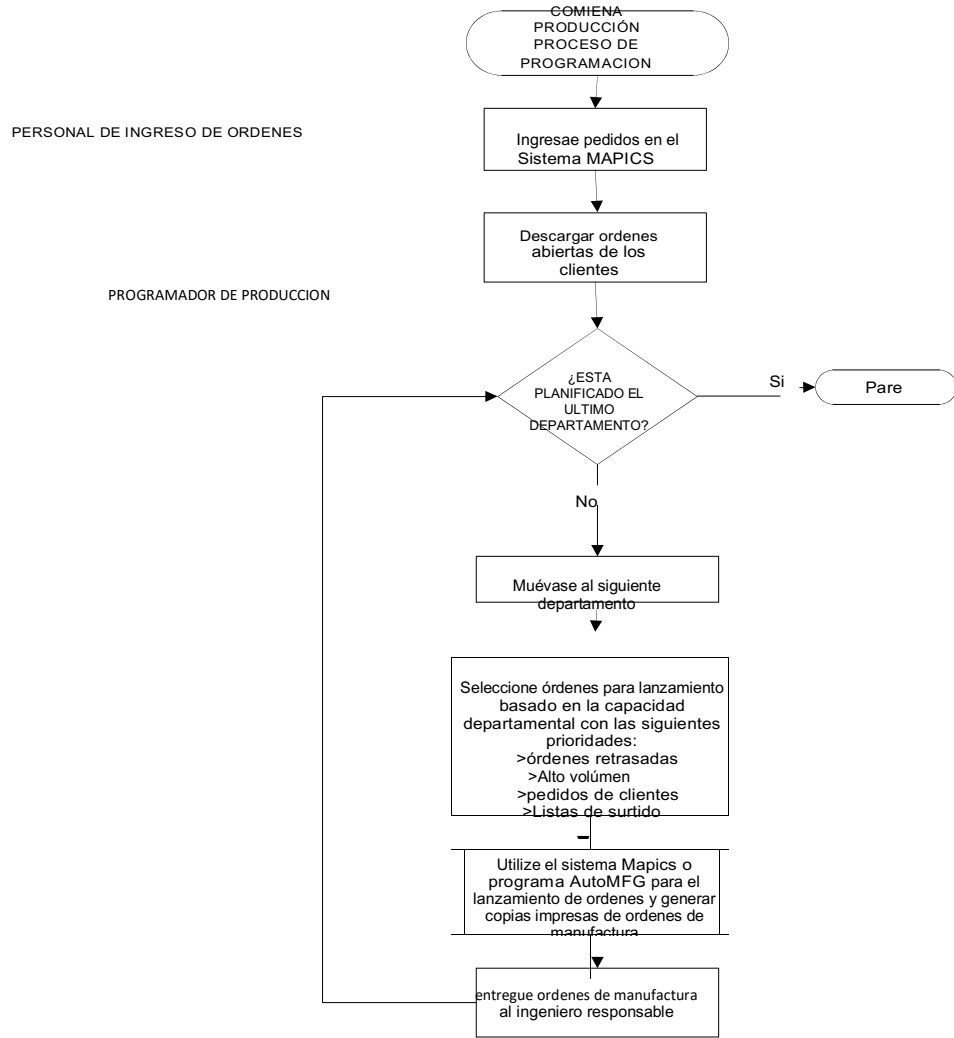 COMIENA
PRODUCCIÓN
PROCESO DE
PROGRAMACION
PERSONAL DE INGRESO DE ORDENES
Ingresae pedidos en el
Sistema MAPICS
Descargar ordenes
abiertas de los
clientes
PROGRAMADOR DE PRODUCCION
¿ESTA
PLANIFICADO EL
ULTIMO
DEPARTAMENTO?
Si
Pare
No
Muévase al siguiente
departamento
Seleccione órdenes para lanzamiento
basado en la capacidad
departamental con las siguientes
prioridades:
>órdenes retrasadas
>Alto volúmen
>pedidos de clientes
>Listas de surtido
Utilize el sistema Mapics o
programa AutoMFG para el
lanzamiento de ordenes y generar
copias impresas de ordenes de
manufactura
entregue ordenes de manufactura
al ingeniero responsable